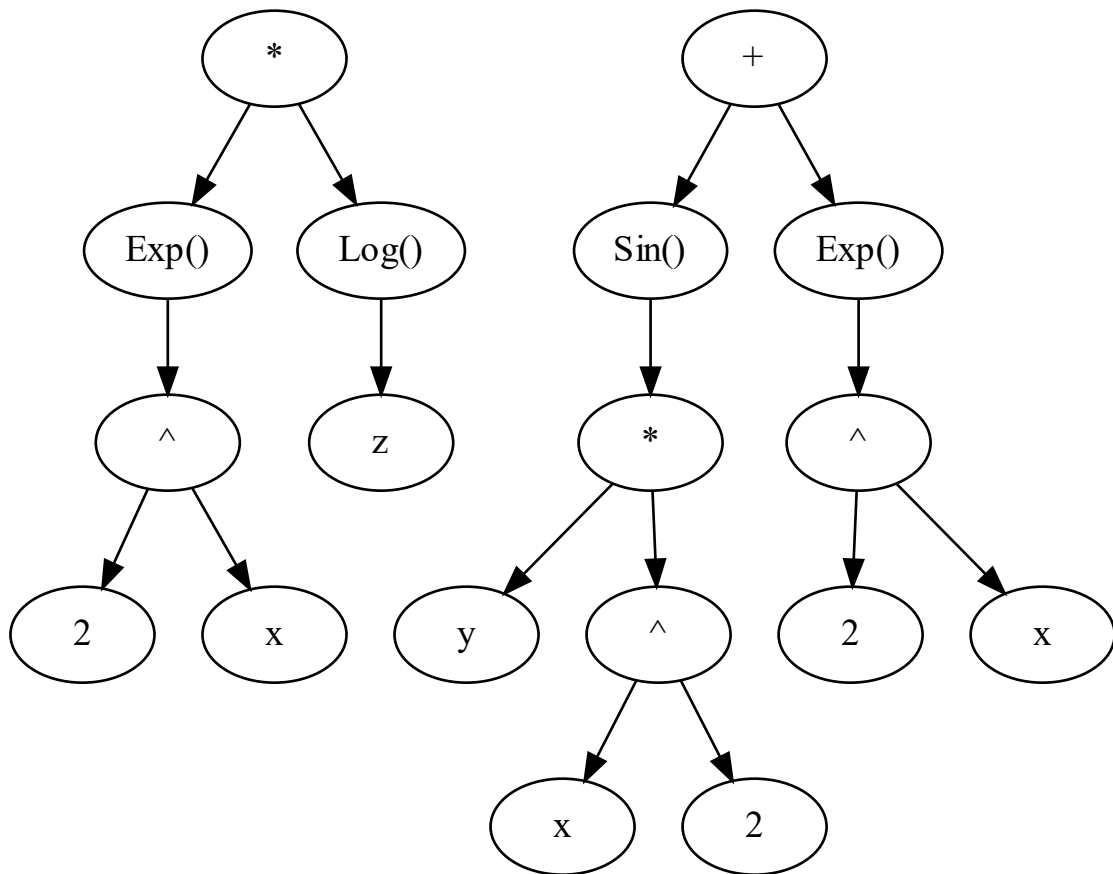 * +
Exp() Log() Sin() Exp()
^ z * ^
2 x y ^ 2 x
x 2